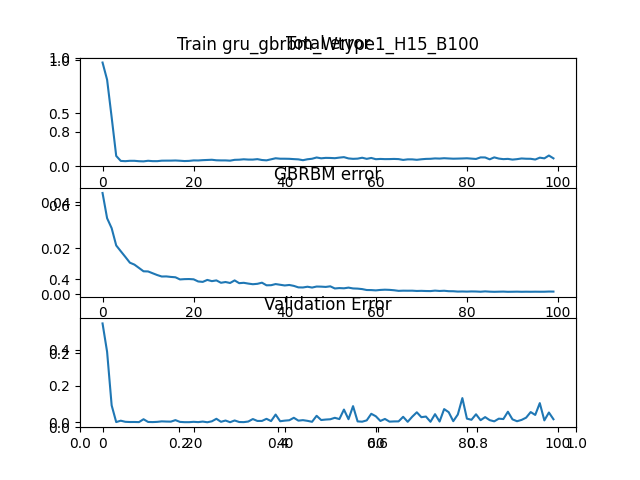 Train gru_gbrbm_Wtype1_H15_B100
Total error
1.0
1.0
0.5
0.8
0.0
0 20 40 60 80 100
GBRBM error
0.04
0.6
0.02
0.4
0.00
0 20 40 60 80 100
Validation Error
0.4
0.2
0.2
0.0
0.0
0 20 40 60 80 100
0.0 0.2 0.4 0.6 0.8 1.0